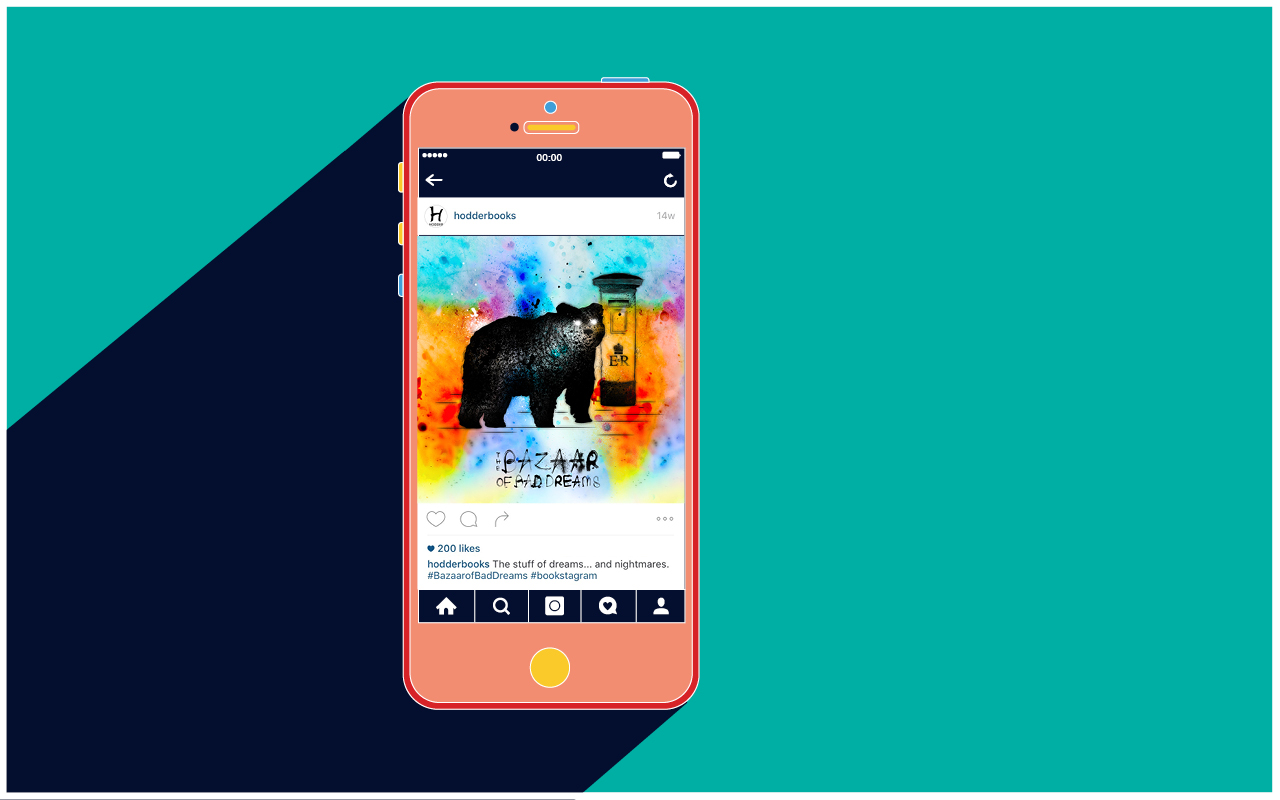 00:00
HODDER
hodderbooks
14w
ER
THE BAZAAR
OF BAD DREAMS
200 likes
hodderbooks The stuff of dreams... and nightmares.
#BazaarofBadDreams #bookstagram